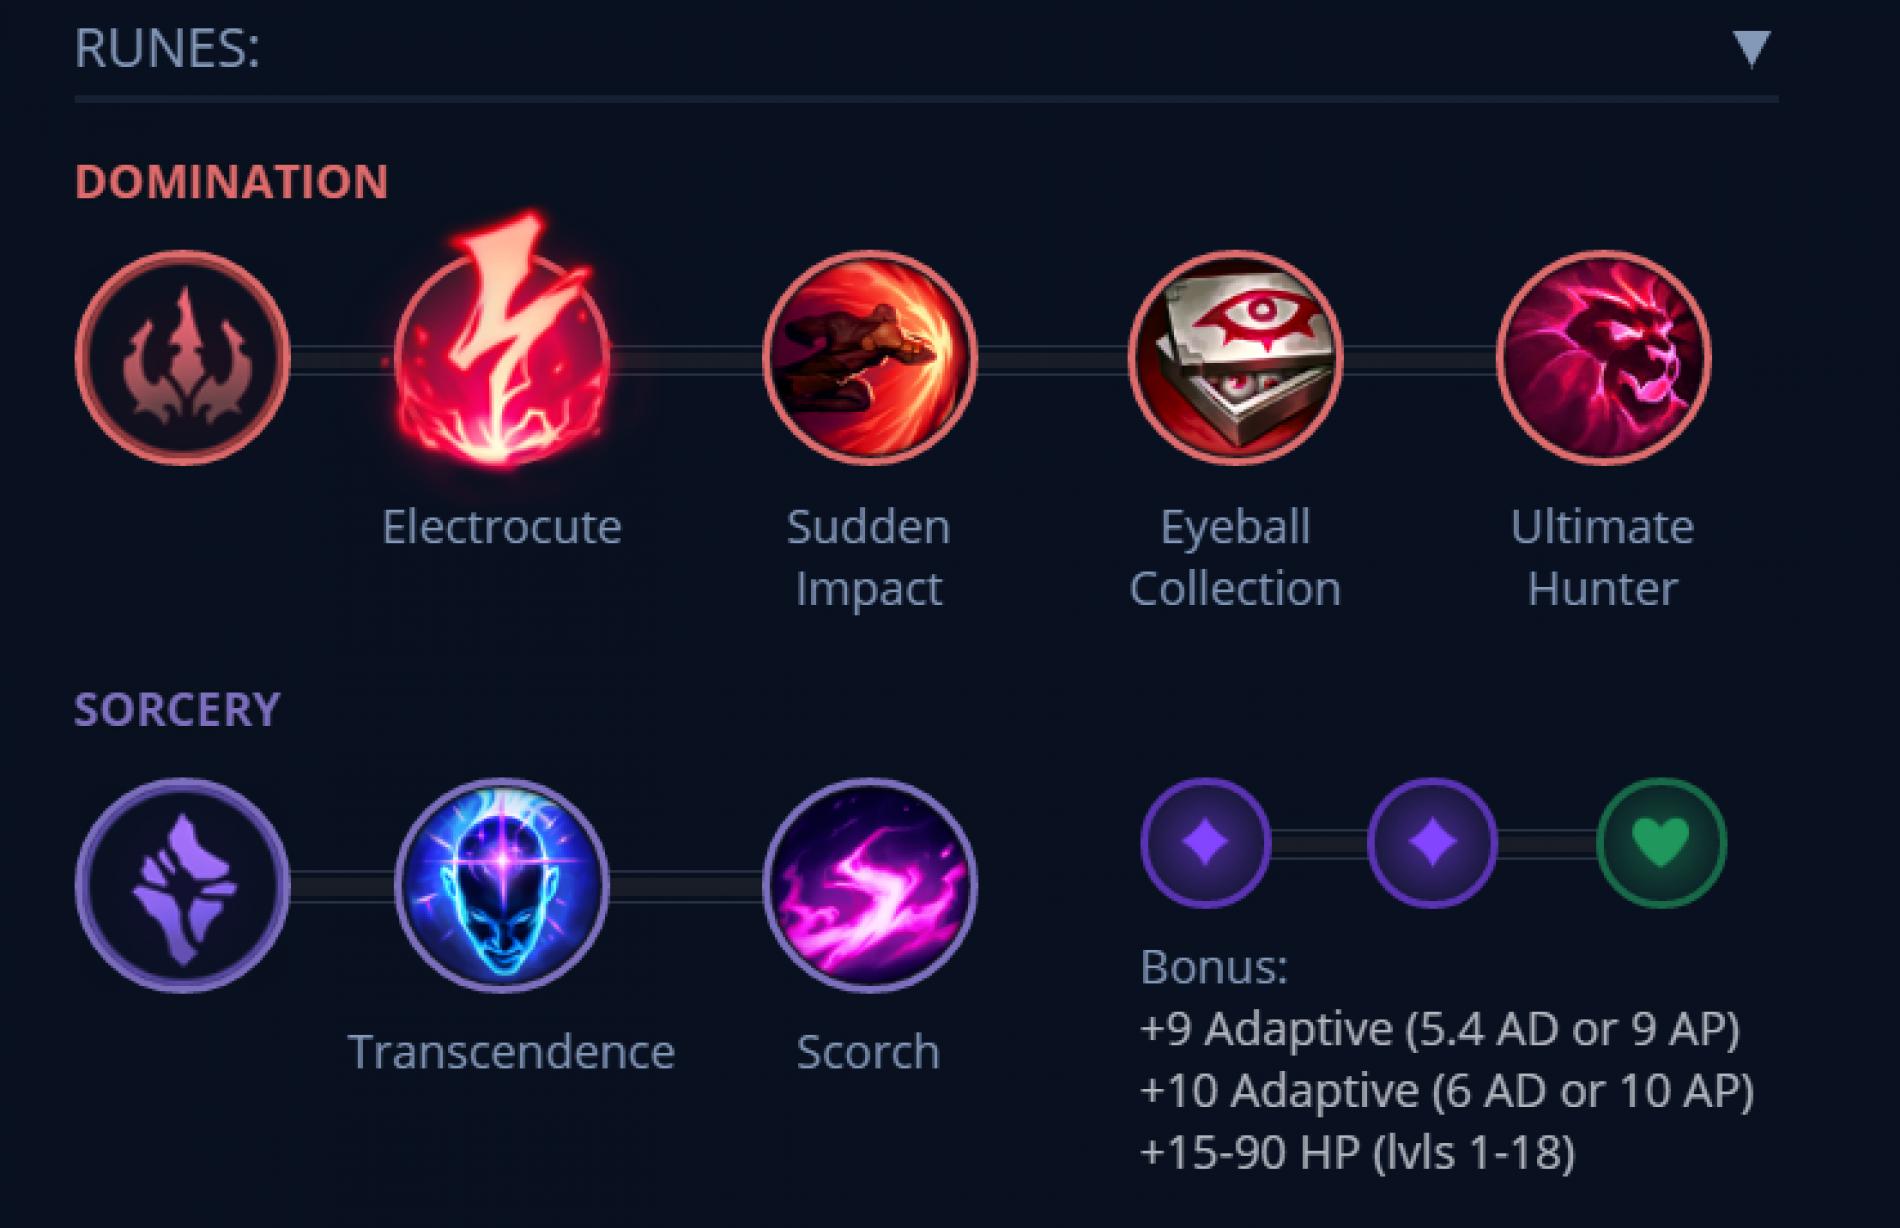 RUNES:
DOMINATION
Electrocute
Sudden
Impact
Eyeball
Collection
Ultimate
Hunter
SORCERY
Transcendence
Scorch
Bonus:
+9 Adaptive (5.4 AD or 9 AP)
+10 Adaptive (6 AD or 10 AP)
+15-90 HP (lvls 1-18)